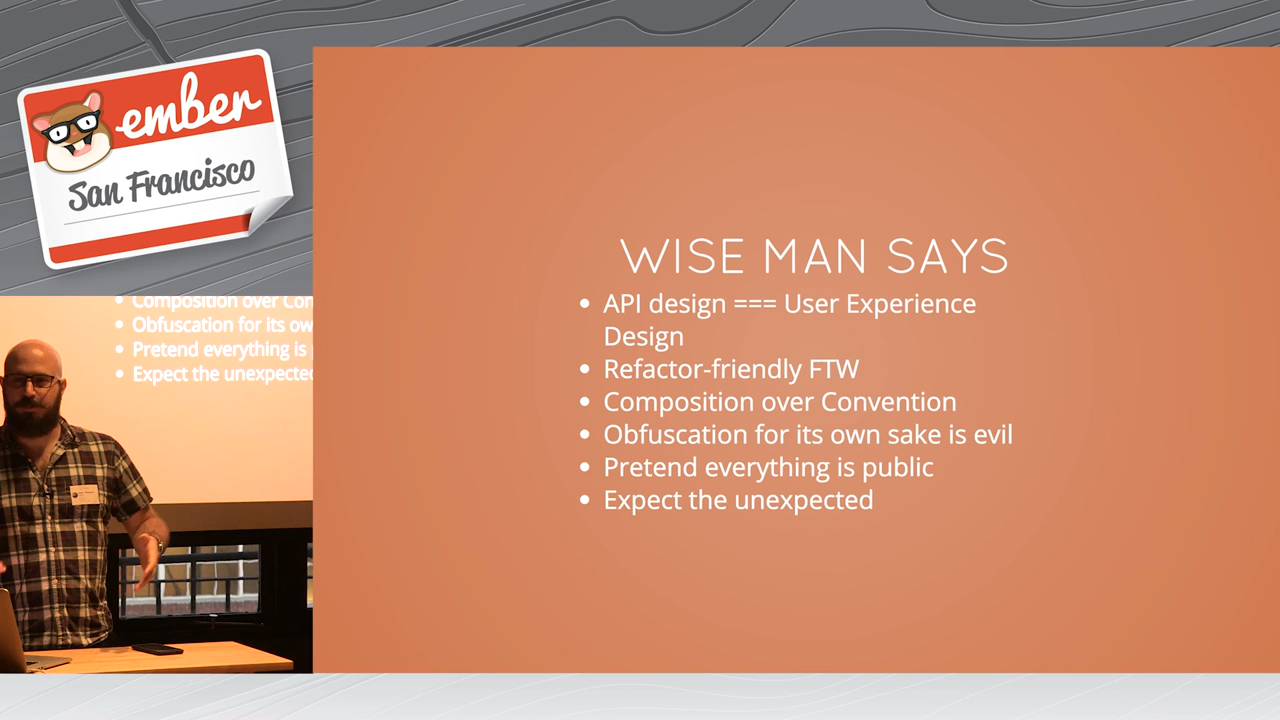 ember
San Francisco
Composition over Con
Obfuscation for its ow
Pretend everything is
Expect the unexpected
WISE MAN SAYS
• API design === User Experience
Design
• Refactor-friendly FTW
• Composition over Convention
• Obfuscation for its own sake is evil
• Pretend everything is public
• Expect the unexpected